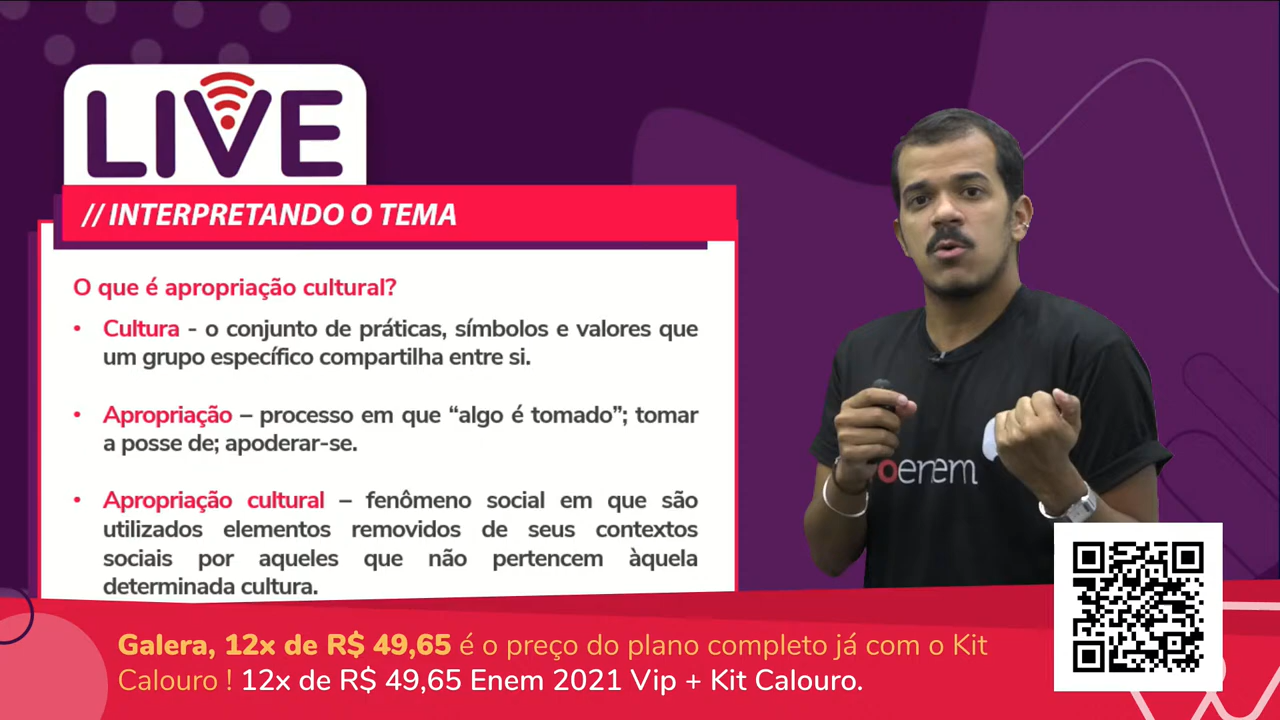 LIVE
// INTERPRETANDO O TEMA
O que é apropriação cultural?
• Cultura - o conjunto de práticas, símbolos e valores que
um grupo específico compartilha entre si.
• Apropriação – processo em que “algo é tomado”; tomar
a posse de; apoderar-se.
• Apropriação cultural – fenômeno social em que são
utilizados elementos removidos de seus contextos
sociais por aqueles que não pertencem àquela
determinada cultura.
oenem
Galera, 12x de R$ 49,65 é o preço do plano completo já com o Kit
Calouro ! 12x de R$ 49,65 Enem 2021 Vip + Kit Calouro.